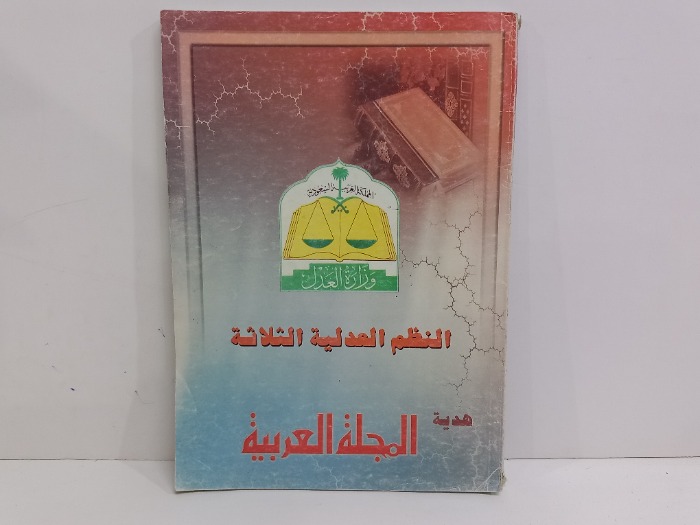 المملكة العربية السعودية
وزارة العدل
النظم العدلية الثلاثة
هدية
المجلة العربية